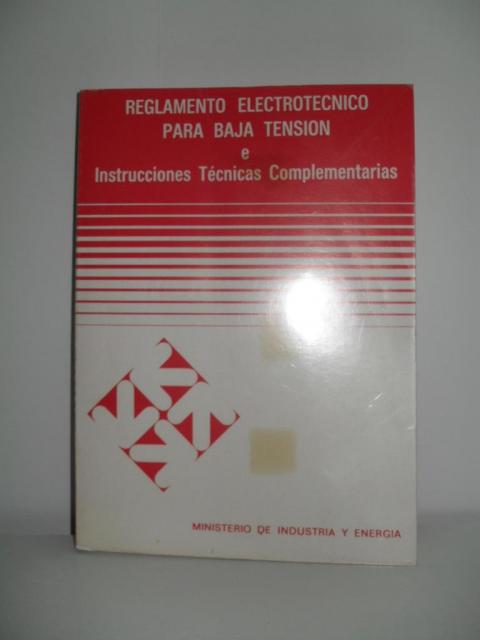 REGLAMENTO ELECTROTECNICO
PARA BAJA TENSION
e
Instrucciones Técnicas Complementarias
MINISTERIO DE INDUSTRIA Y ENERGIA